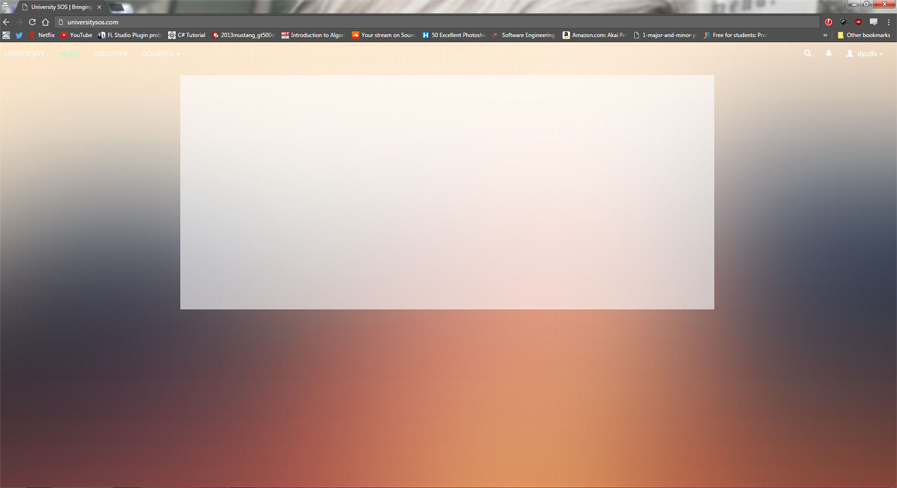 University SOS | Bringing
universitysos.com
Netflix YouTube FL Studio Plugin prob C# Tutorial 2013mustang_gt500 Introduction to Algor Your stream on Soun 50 Excellent Photosh Software Engineering Amazon.com: Akai Pr 1-major-and-minor-p Free for students: Pro » Other bookmarks
UNIVERSITY HOME DISCOVER COURSES djcuffs